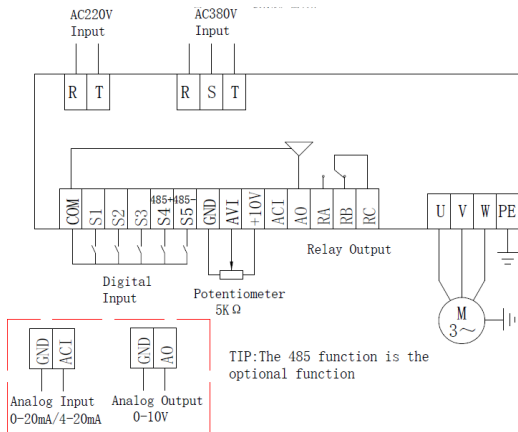 AC220V
Input
AC380V
Input
R T
R S T
COM S1 S2 S3 S4 S5 GND AVI +10V ACI AO RA RB RC
485+ 485-
U V W PE
Relay Output
Digital
Input
Potentiometer
5KΩ
M
3~
GND ACI
GND AO
TIP:The 485 function is the
optional function
Analog Input
0-20mA/4-20mA
Analog Output
0-10V